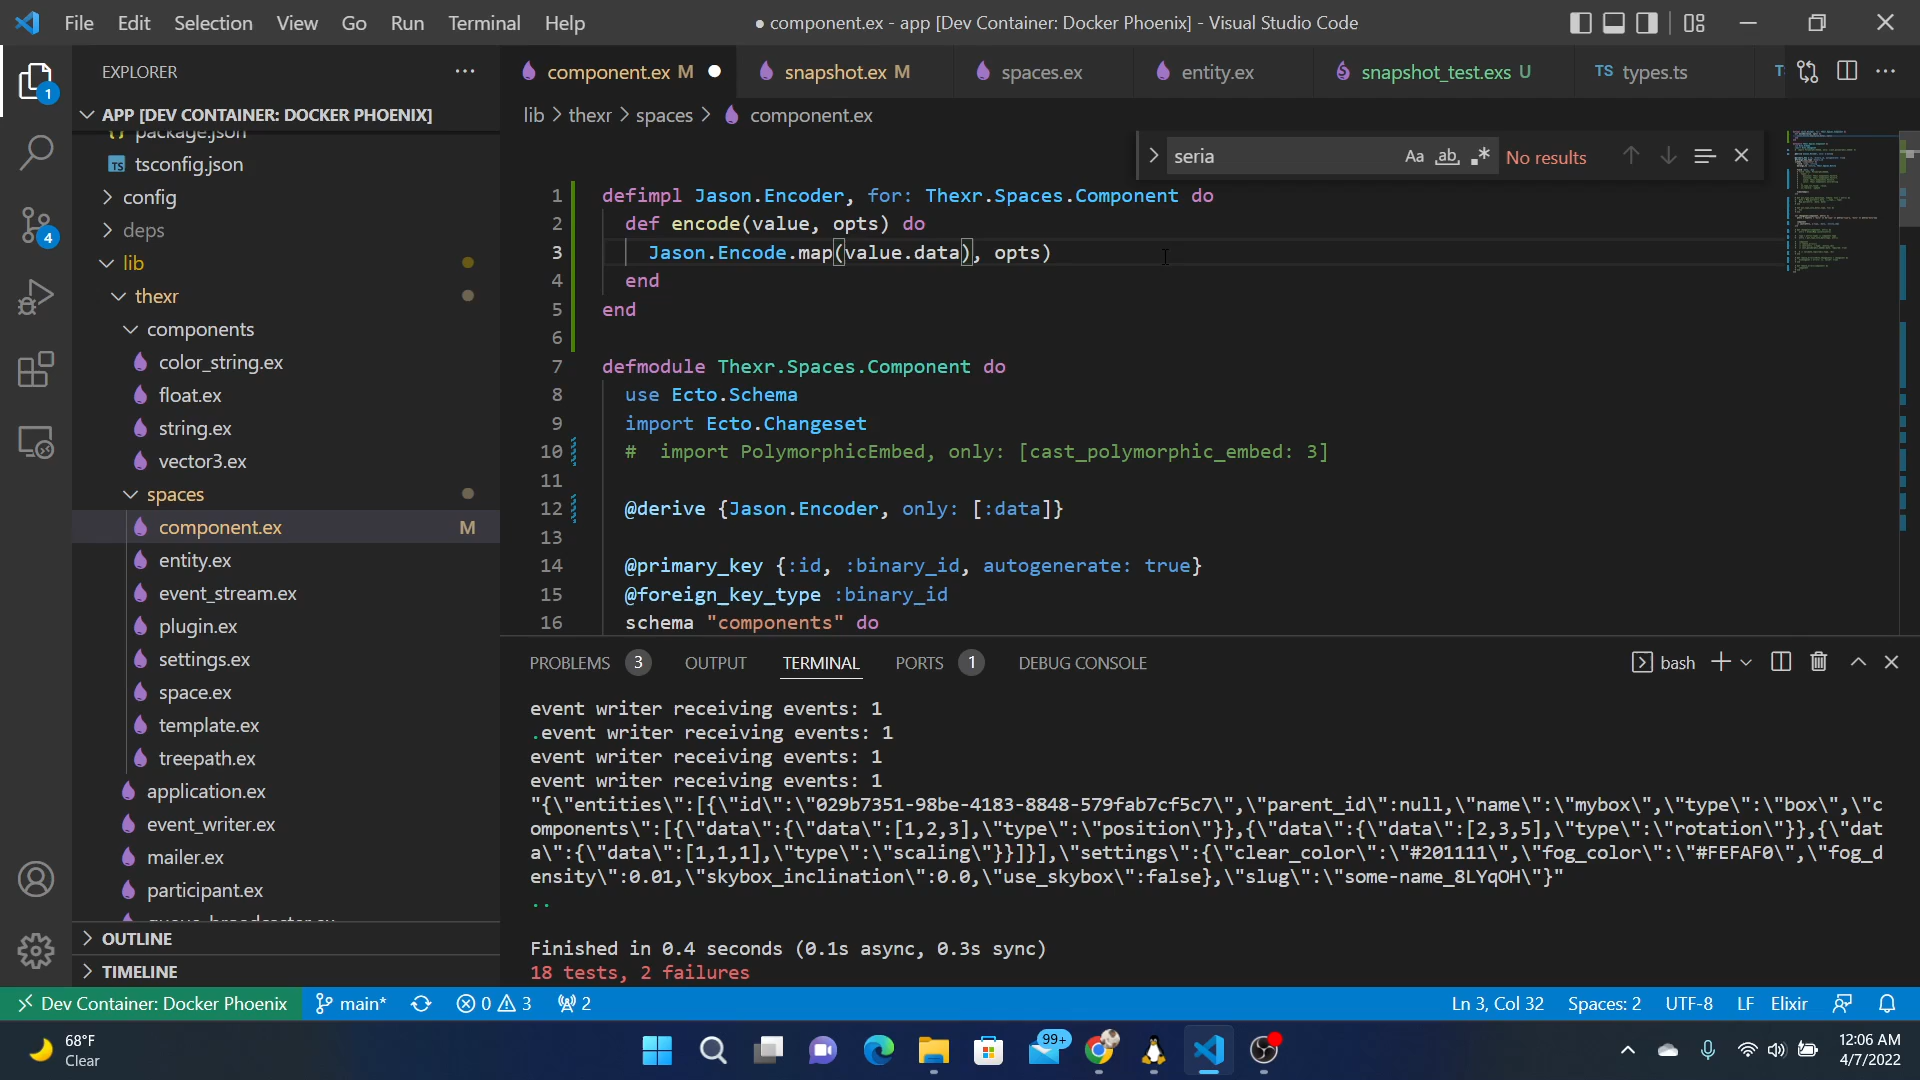 File Edit Selection View Go Run Terminal Help
● component.ex - app [Dev Container: Docker Phoenix] - Visual Studio Code
EXPLORER
1
4
APP [DEV CONTAINER: DOCKER PHOENIX]
package.json
tsconfig.json
config
deps
lib
thexr
components
color_string.ex
float.ex
string.ex
vector3.ex
spaces
component.ex M
entity.ex
event_stream.ex
plugin.ex
settings.ex
space.ex
template.ex
treepath.ex
application.ex
event_writer.ex
mailer.ex
participant.ex
OUTLINE
TIMELINE
component.ex M
snapshot.ex M
spaces.ex
entity.ex
snapshot_test.exs U
TS types.ts
lib > thexr > spaces > component.ex
seria Aa ab .* No results
1 defimpl Jason.Encoder, for: Thexr.Spaces.Component do
2 def encode(value, opts) do
3 Jason.Encode.map(value.data), opts)
4 end
5 end
6
7 defmodule Thexr.Spaces.Component do
8 use Ecto.Schema
9 import Ecto.Changeset
10 #  import PolymorphicEmbed, only: [cast_polymorphic_embed: 3]
11
12 @derive {Jason.Encoder, only: [:data]}
13
14 @primary_key {:id, :binary_id, autogenerate: true}
15 @foreign_key_type :binary_id
16 schema "components" do
PROBLEMS 3 OUTPUT TERMINAL PORTS 1 DEBUG CONSOLE
bash
event writer receiving events: 1
.event writer receiving events: 1
event writer receiving events: 1
event writer receiving events: 1
"{\"entities\":[{\"id\":\"029b7351-98be-4183-8848-579fab7cf5c7\",\"parent_id\":null,\"name\":\"mybox\",\"type\":\"box\",\"c
omponents\":[{\"data\":{\"data\":[1,2,3],\"type\":\"position\"}},{\"data\":{\"data\":[2,3,5],\"type\":\"rotation\"}},{\"dat
a\":{\"data\":[1,1,1],\"type\":\"scaling\"}}]}],\"settings\":{\"clear_color\":\"#201111\",\"fog_color\":\"#FEFAF0\",\"fog_d
ensity\":0.01,\"skybox_inclination\":0.0,\"use_skybox\":false},\"slug\":\"some-name_8LYqOH\"}"
..
Finished in 0.4 seconds (0.1s async, 0.3s sync)
18 tests, 2 failures
Dev Container: Docker Phoenix main* 0 3 2
Ln 3, Col 32 Spaces: 2 UTF-8 LF Elixir
68°F
Clear
99+
12:06 AM
4/7/2022